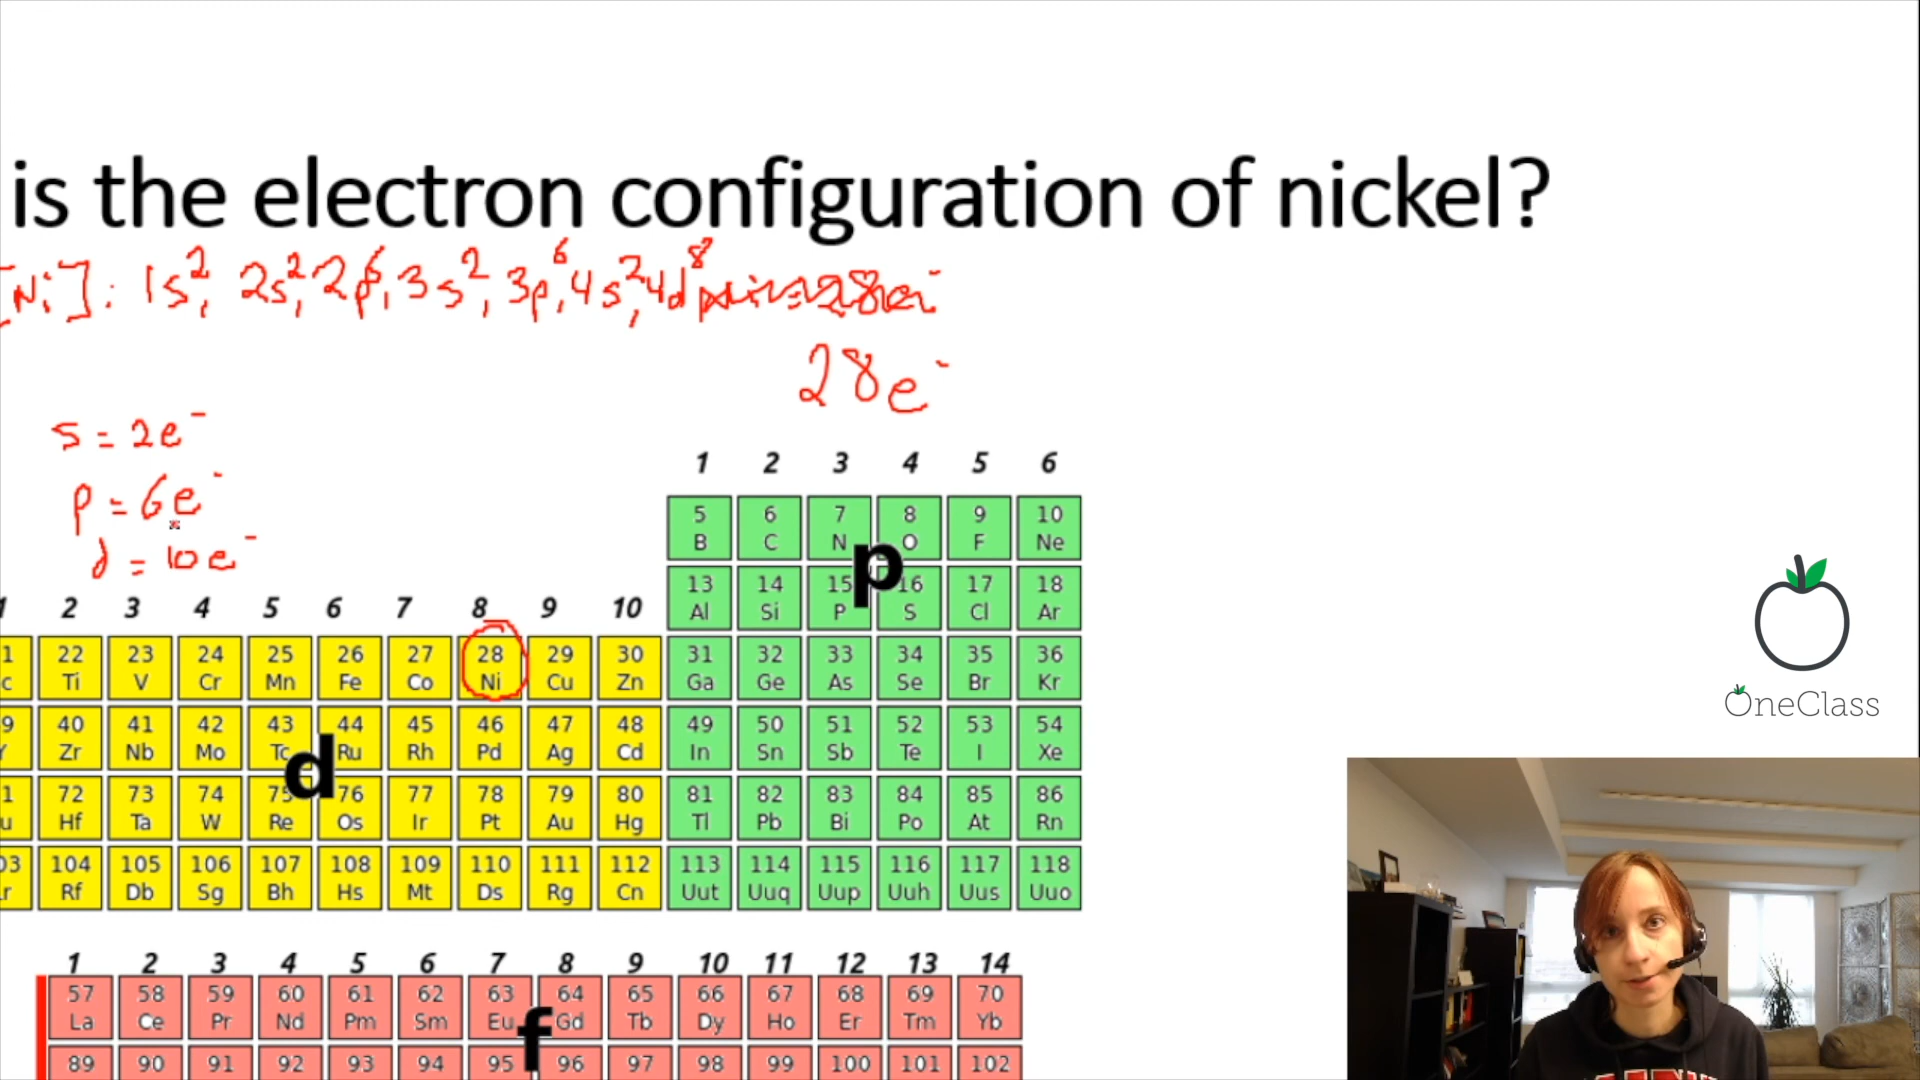 is the electron configuration of nickel?
[Ni]: 1s², 2s², 2p⁶, 3s², 3p⁶, 4s², 4d⁸
28e⁻
s = 2e⁻
p = 6e⁻
d = 10e⁻
1 2 3 4 5 6
5 6 7 8 9 10
B C N O F Ne
p
13 14 15 16 17 18
Al Si P S Cl Ar
1 2 3 4 5 6 7 8 9 10
1 22 23 24 25 26 27 28 29 30 31 32 33 34 35 36
c Ti V Cr Mn Fe Co Ni Cu Zn Ga Ge As Se Br Kr
9 40 41 42 43 44 45 46 47 48 49 50 51 52 53 54
Y Zr Nb Mo Tc Ru Rh Pd Ag Cd In Sn Sb Te I Xe
d
1 72 73 74 75 76 77 78 79 80 81 82 83 84 85 86
u Hf Ta W Re Os Ir Pt Au Hg Tl Pb Bi Po At Rn
03 104 105 106 107 108 109 110 111 112 113 114 115 116 117 118
r Rf Db Sg Bh Hs Mt Ds Rg Cn Uut Uuq Uup Uuh Uus Uuo
1 2 3 4 5 6 7 8 9 10 11 12 13 14
57 58 59 60 61 62 63 64 65 66 67 68 69 70
La Ce Pr Nd Pm Sm Eu Gd Tb Dy Ho Er Tm Yb
f
89 90 91 92 93 94 95 96 97 98 99 100 101 102
OneClass